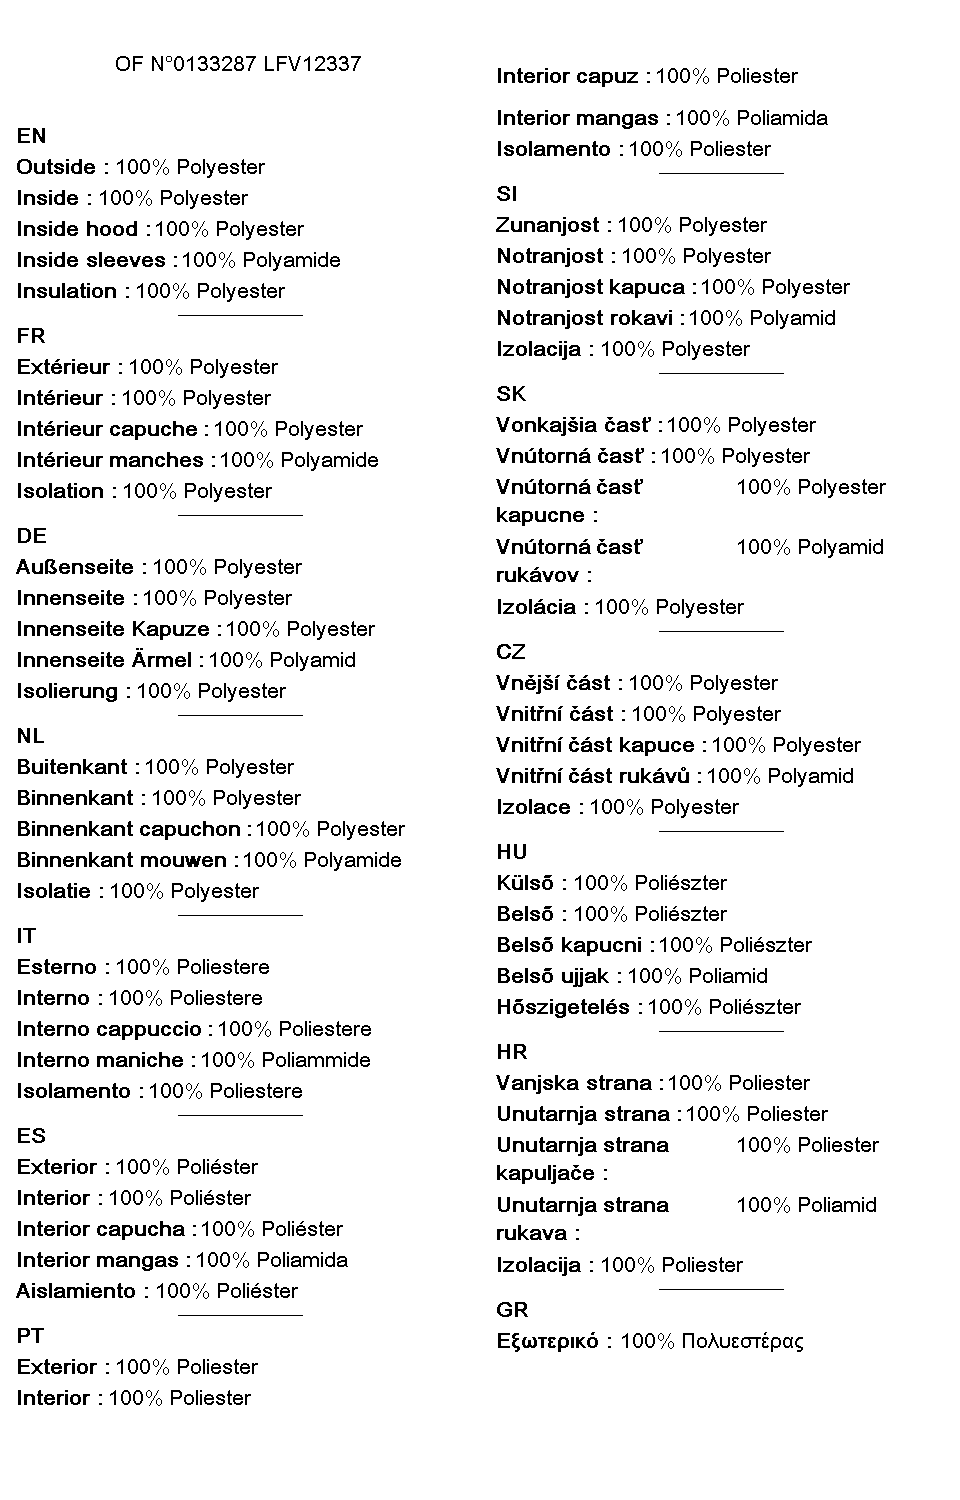 OF N°0133287 LFV12337
EN
Outside : 100% Polyester
Inside : 100% Polyester
Inside hood : 100% Polyester
Inside sleeves : 100% Polyamide
Insulation : 100% Polyester
FR
Extérieur : 100% Polyester
Intérieur : 100% Polyester
Intérieur capuche : 100% Polyester
Intérieur manches : 100% Polyamide
Isolation : 100% Polyester
DE
Außenseite : 100% Polyester
Innenseite : 100% Polyester
Innenseite Kapuze : 100% Polyester
Innenseite Ärmel : 100% Polyamid
Isolierung : 100% Polyester
NL
Buitenkant : 100% Polyester
Binnenkant : 100% Polyester
Binnenkant capuchon : 100% Polyester
Binnenkant mouwen : 100% Polyamide
Isolatie : 100% Polyester
IT
Esterno : 100% Poliestere
Interno : 100% Poliestere
Interno cappuccio : 100% Poliestere
Interno maniche : 100% Poliammide
Isolamento : 100% Poliestere
ES
Exterior : 100% Poliéster
Interior : 100% Poliéster
Interior capucha : 100% Poliéster
Interior mangas : 100% Poliamida
Aislamiento : 100% Poliéster
PT
Exterior : 100% Poliester
Interior : 100% Poliester
Interior capuz : 100% Poliester
Interior mangas : 100% Poliamida
Isolamento : 100% Poliester
SI
Zunanjost : 100% Polyester
Notranjost : 100% Polyester
Notranjost kapuca : 100% Polyester
Notranjost rokavi : 100% Polyamid
Izolacija : 100% Polyester
SK
Vonkajšia časť : 100% Polyester
Vnútorná časť : 100% Polyester
Vnútorná časť 100% Polyester
kapucne :
Vnútorná časť 100% Polyamid
rukávov :
Izolácia : 100% Polyester
CZ
Vnější část : 100% Polyester
Vnitřní část : 100% Polyester
Vnitřní část kapuce : 100% Polyester
Vnitřní část rukávů : 100% Polyamid
Izolace : 100% Polyester
HU
Külső : 100% Poliészter
Belső : 100% Poliészter
Belső kapucni : 100% Poliészter
Belső ujjak : 100% Poliamid
Hőszigetelés : 100% Poliészter
HR
Vanjska strana : 100% Poliester
Unutarnja strana : 100% Poliester
Unutarnja strana 100% Poliester
kapuljače :
Unutarnja strana 100% Poliamid
rukava :
Izolacija : 100% Poliester
GR
Εξωτερικό : 100% Πολυεστέρας